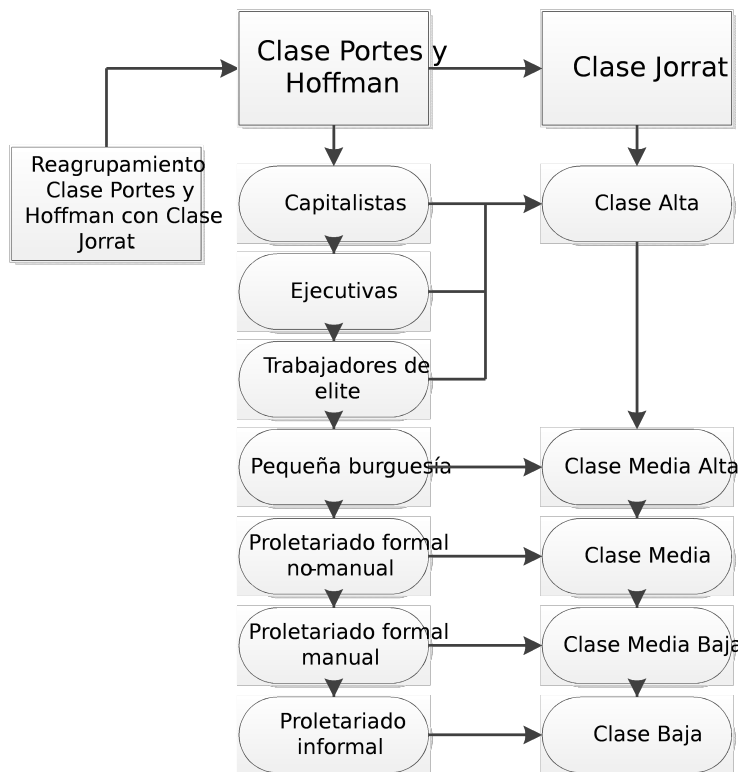 Clase Portes y
Hoffman
Clase Jorrat
Reagrupamiento
Clase Portes y
Hoffman con Clase
Jorrat
Capitalistas
Clase Alta
Ejecutivas
Trabajadores de
elite
Pequeña burguesía
Clase Media Alta
Proletariado formal
no-manual
Clase Media
Proletariado formal
manual
Clase Media Baja
Proletariado
informal
Clase Baja